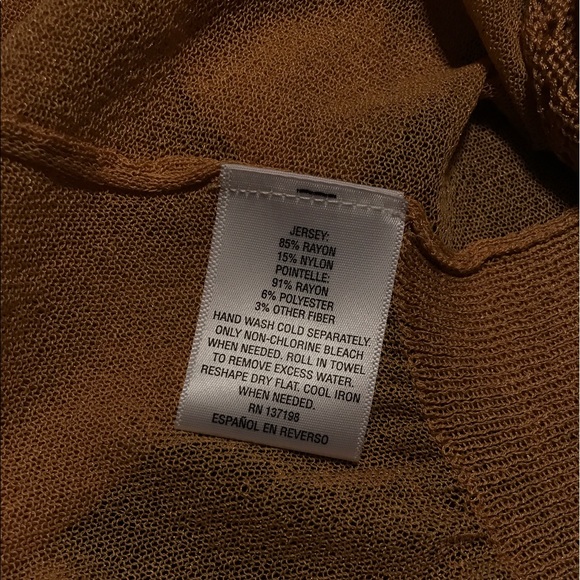 JERSEY:
85% RAYON
15% NYLON
POINTELLE:
91% RAYON
6% POLYESTER
3% OTHER FIBER
HAND WASH COLD SEPARATELY
ONLY NON-CHLORINE BLEACH
WHEN NEEDED. ROLL IN TOWEL
TO REMOVE EXCESS WATER.
RESHAPE DRY FLAT. COOL IRON
WHEN NEEDED.
RN 137198
ESPAÑOL EN REVERSO